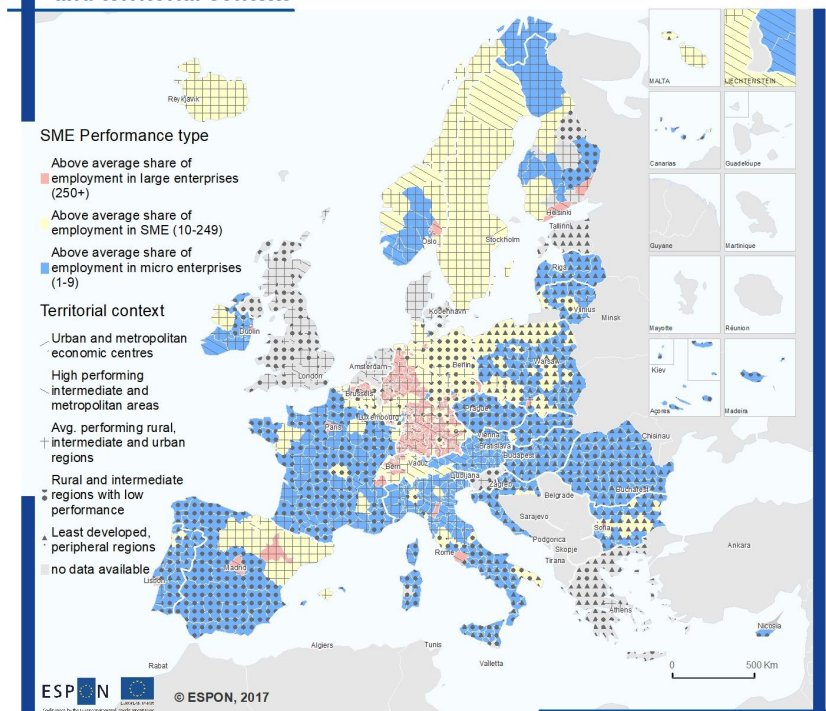 MALTA
LIECHTENSTEIN
Reykjavik
SME Performance type
Above average share of
employment in large enterprises
(250+)
Above average share of
employment in SME (10-249)
Above average share of
employment in micro enterprises
(1-9)
Canarias
Guadeloupe
Helsinki
Tallinn
Oslo
Stockholm
Guyane
Martinique
Riga
Territorial context
Urban and metropolitan
economic centres
High performing
intermediate and
metropolitan areas
Avg. performing rural,
intermediate and urban
regions
Rural and intermediate
regions with low
performance
Least developed,
peripheral regions
no data available
København
Vilnius
Minsk
Dublin
Mayotte
Réunion
Amsterdam
Berlin
Warsaw
London
Brussels
Kiev
Luxembourg
Prague
Açores
Madeira
Paris
Vienna
Bratislava
Chisinau
Budapest
Bern
Vaduz
Ljubljana
Zagreb
Belgrade
Bucharest
Sarajevo
Sofia
Podgorica
Skopje
Tirana
Ankara
Rome
Madrid
Lisbon
Athens
Nicosia
Algiers
Tunis
Rabat
Valletta
0 500 Km
ESPON
© ESPON, 2017